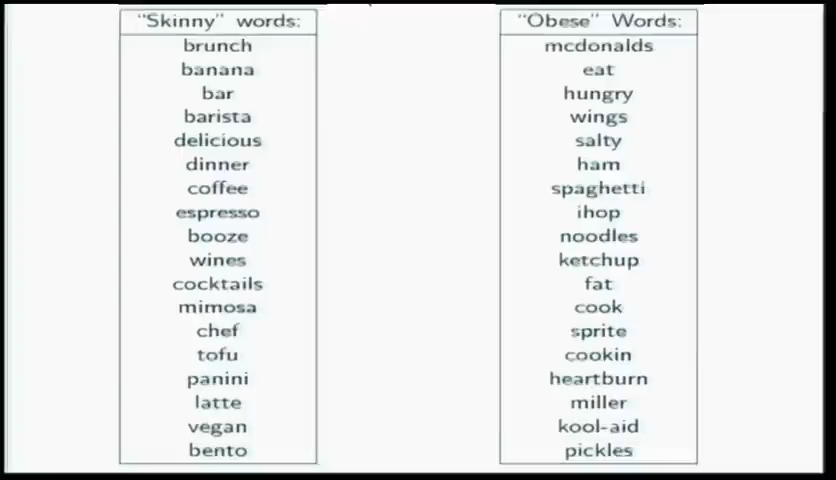 "Skinny" words:
brunch
banana
bar
barista
delicious
dinner
coffee
espresso
booze
wines
cocktails
mimosa
chef
tofu
panini
latte
vegan
bento
"Obese" Words:
mcdonalds
eat
hungry
wings
salty
ham
spaghetti
ihop
noodles
ketchup
fat
cook
sprite
cookin
heartburn
miller
kool-aid
pickles